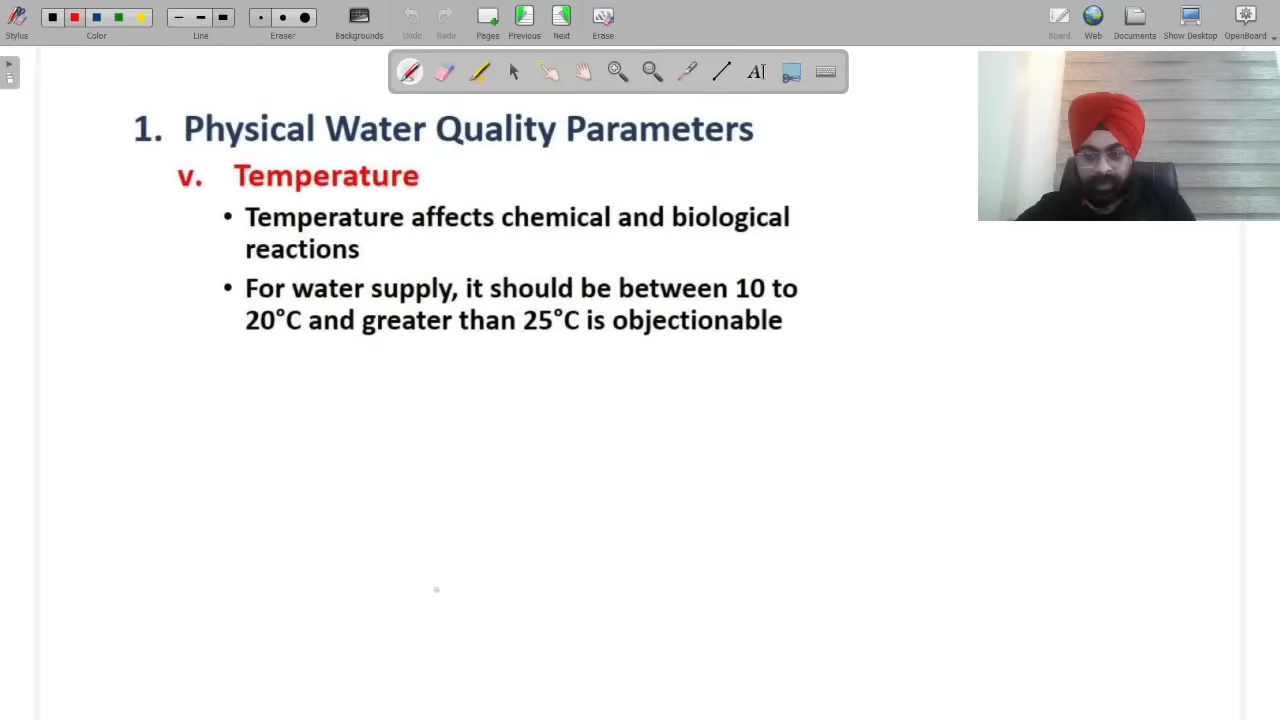 Stylus
Color
Line
Eraser
Backgrounds
Undo
Redo
Pages
Previous
Next
Erase
Board
Web
Documents
Show Desktop
OpenBoard
1. Physical Water Quality Parameters
v. Temperature
• Temperature affects chemical and biological
reactions
• For water supply, it should be between 10 to
20°C and greater than 25°C is objectionable